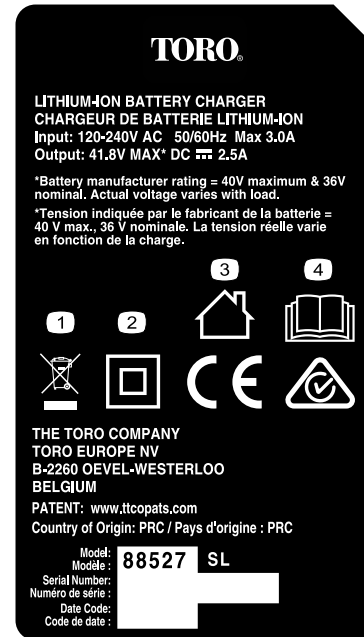 TORO.
LITHIUM-ION BATTERY CHARGER
CHARGEUR DE BATTERIE LITHIUM-ION
Input: 120-240V AC 50/60Hz Max 3.0A
Output: 41.8V MAX* DC ⎓ 2.5A
*Battery manufacturer rating = 40V maximum & 36V
nominal. Actual voltage varies with load.
*Tension indiquée par le fabricant de la batterie =
40 V max., 36 V nominale. La tension réelle varie
en fonction de la charge.
3 4
1 2
CE
THE TORO COMPANY
TORO EUROPE NV
B-2260 OEVEL-WESTERLOO
BELGIUM
PATENT: www.ttcopats.com
Country of Origin: PRC / Pays d'origine : PRC
Model:
Modèle : 88527 SL
Serial Number:
Numéro de série :
Date Code:
Code de date :